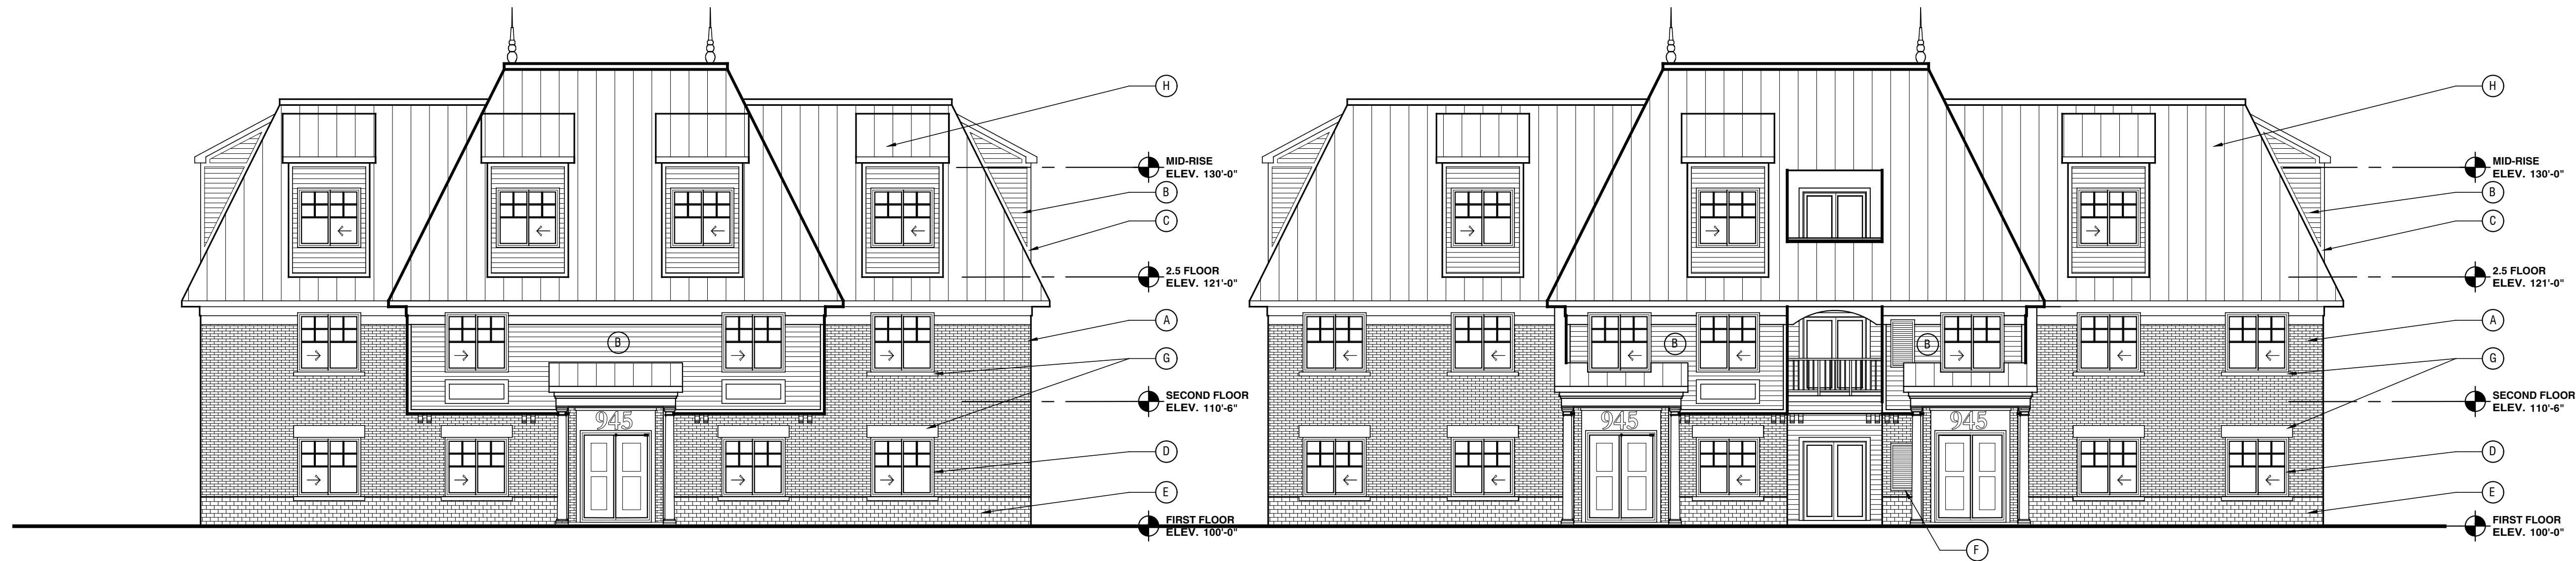 H
MID-RISE
ELEV. 130'-0"
B
C
2.5 FLOOR
ELEV. 121'-0"
A
B
G
SECOND FLOOR
ELEV. 110'-6"
945
D
E
FIRST FLOOR
ELEV. 100'-0"
H
MID-RISE
ELEV. 130'-0"
B
C
2.5 FLOOR
ELEV. 121'-0"
A
B
B
G
SECOND FLOOR
ELEV. 110'-6"
945
945
D
E
FIRST FLOOR
ELEV. 100'-0"
F